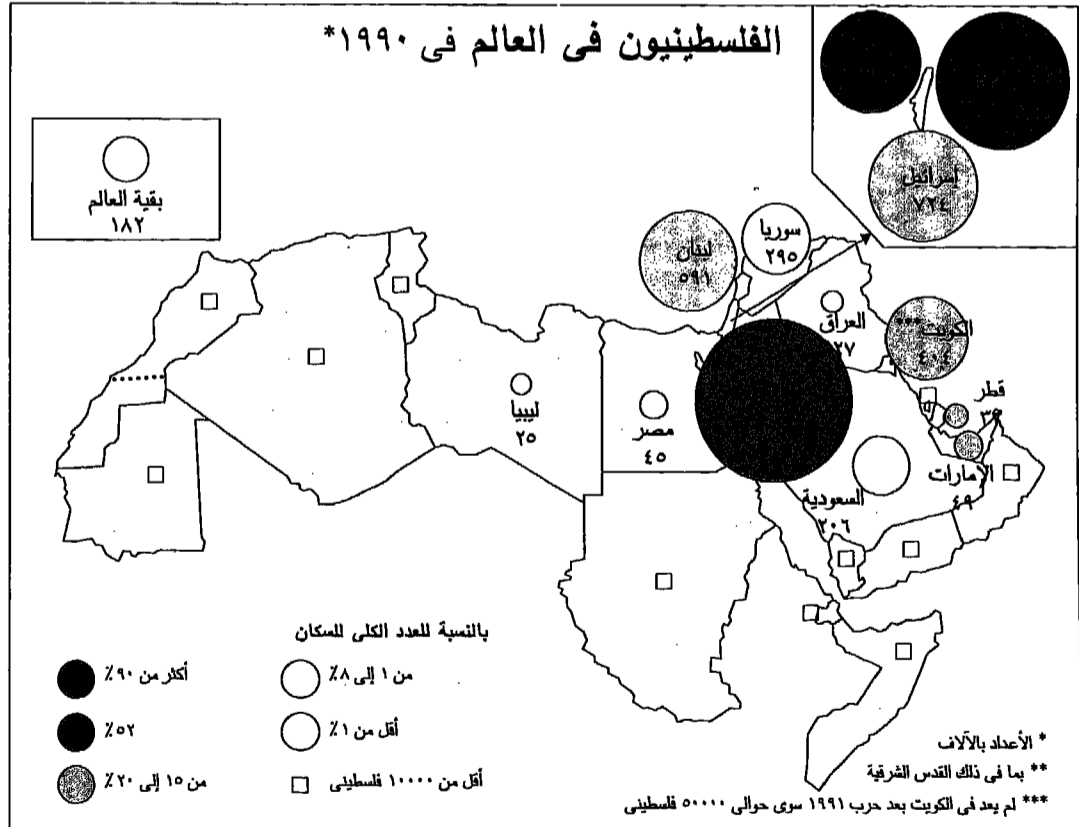 الفلسطينيون فى العالم فى ١٩٩٠*
بقية العالم
١٨٢
إسرائيل
٧٢٤
لبنان
٥٩١
سوريا
٢٩٥
العراق
٢٧
الكويت***
٤٠٤
قطر
الإمارات
٤٩
السعودية
٢٠٦
مصر
٤٥
ليبيا
٢٥
بالنسبة للعدد الكلى للسكان
أكثر من ٩٠٪
٥٢٪
من ١٥ إلى ٢٠٪
من ١ إلى ٨٪
أقل من ١٪
أقل من ١٠٠٠٠ فلسطينى
* الأعداد بالآلاف
** بما فى ذلك القدس الشرقية
*** لم يعد فى الكويت بعد حرب ١٩٩١ سوى حوالى ٥٠٠٠٠ فلسطينى